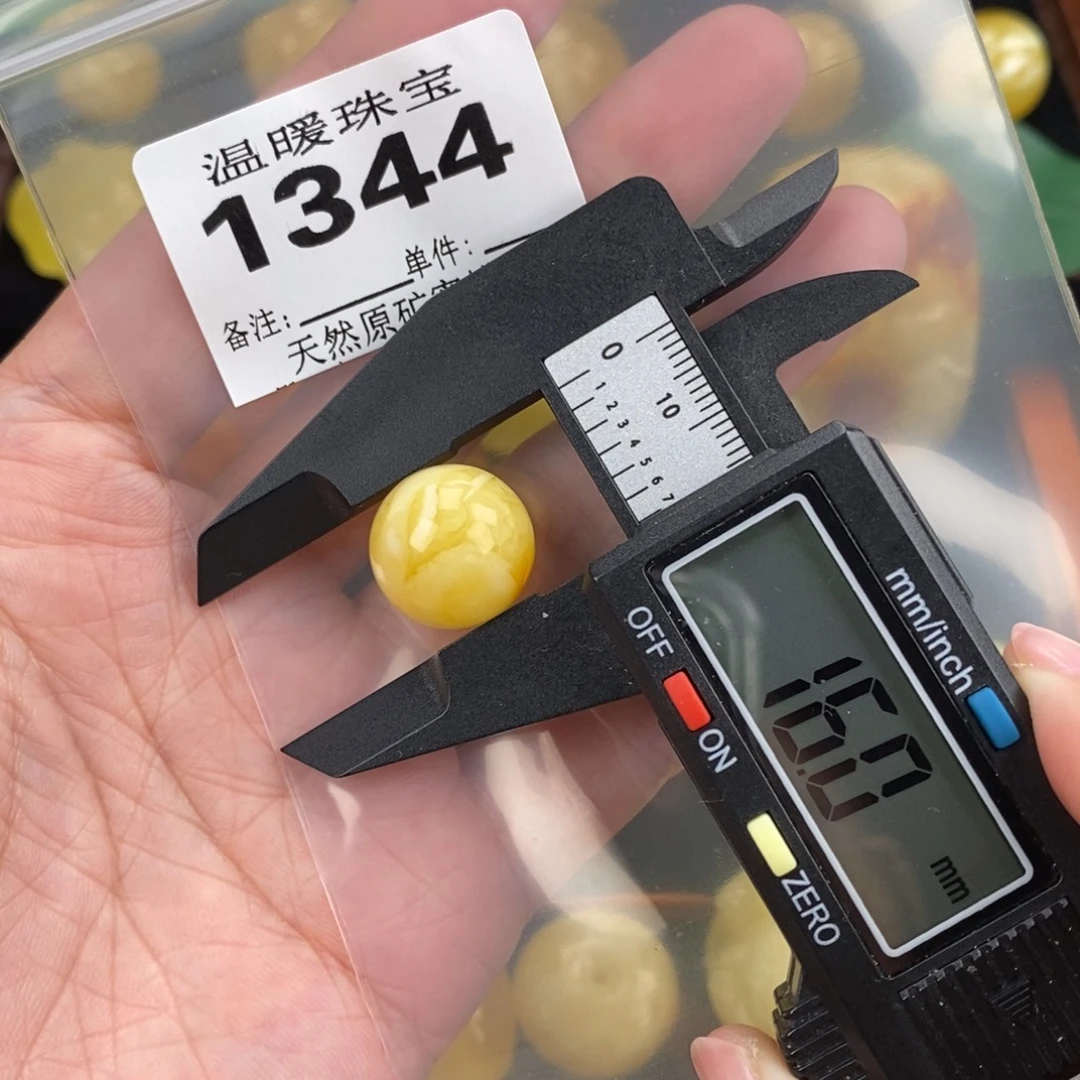 温暖珠宝
1344
单件:
备注:
天然原矿
0
10
1 2 3 4 5 6 7
OFF
ON
mm/inch
16.0
mm
ZERO